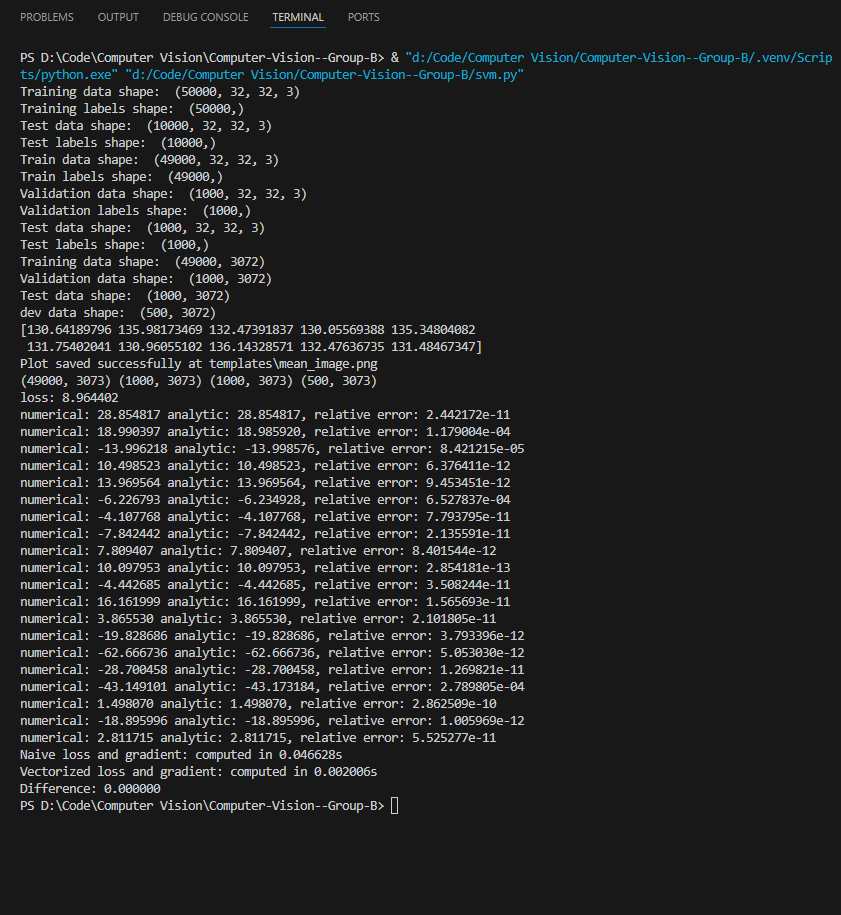 PROBLEMS OUTPUT DEBUG CONSOLE TERMINAL PORTS
PS D:\Code\Computer Vision\Computer-Vision--Group-B> & "d:/Code/Computer Vision/Computer-Vision--Group-B/.venv/Scrip
ts/python.exe" "d:/Code/Computer Vision/Computer-Vision--Group-B/svm.py"
Training data shape:  (50000, 32, 32, 3)
Training labels shape:  (50000,)
Test data shape:  (10000, 32, 32, 3)
Test labels shape:  (10000,)
Train data shape:  (49000, 32, 32, 3)
Train labels shape:  (49000,)
Validation data shape:  (1000, 32, 32, 3)
Validation labels shape:  (1000,)
Test data shape:  (1000, 32, 32, 3)
Test labels shape:  (1000,)
Training data shape:  (49000, 3072)
Validation data shape:  (1000, 3072)
Test data shape:  (1000, 3072)
dev data shape:  (500, 3072)
[130.64189796 135.98173469 132.47391837 130.05569388 135.34804082
 131.75402041 130.96055102 136.14328571 132.47636735 131.48467347]
Plot saved successfully at templates\mean_image.png
(49000, 3073) (1000, 3073) (1000, 3073) (500, 3073)
loss: 8.964402
numerical: 28.854817 analytic: 28.854817, relative error: 2.442172e-11
numerical: 18.990397 analytic: 18.985920, relative error: 1.179004e-04
numerical: -13.996218 analytic: -13.998576, relative error: 8.421215e-05
numerical: 10.498523 analytic: 10.498523, relative error: 6.376411e-12
numerical: 13.969564 analytic: 13.969564, relative error: 9.453451e-12
numerical: -6.226793 analytic: -6.234928, relative error: 6.527837e-04
numerical: -4.107768 analytic: -4.107768, relative error: 7.793795e-11
numerical: -7.842442 analytic: -7.842442, relative error: 2.135591e-11
numerical: 7.809407 analytic: 7.809407, relative error: 8.401544e-12
numerical: 10.097953 analytic: 10.097953, relative error: 2.854181e-13
numerical: -4.442685 analytic: -4.442685, relative error: 3.508244e-11
numerical: 16.161999 analytic: 16.161999, relative error: 1.565693e-11
numerical: 3.865530 analytic: 3.865530, relative error: 2.101805e-11
numerical: -19.828686 analytic: -19.828686, relative error: 3.793396e-12
numerical: -62.666736 analytic: -62.666736, relative error: 5.053030e-12
numerical: -28.700458 analytic: -28.700458, relative error: 1.269821e-11
numerical: -43.149101 analytic: -43.173184, relative error: 2.789805e-04
numerical: 1.498070 analytic: 1.498070, relative error: 2.862509e-10
numerical: -18.895996 analytic: -18.895996, relative error: 1.005969e-12
numerical: 2.811715 analytic: 2.811715, relative error: 5.525277e-11
Naive loss and gradient: computed in 0.046628s
Vectorized loss and gradient: computed in 0.002006s
Difference: 0.000000
PS D:\Code\Computer Vision\Computer-Vision--Group-B>